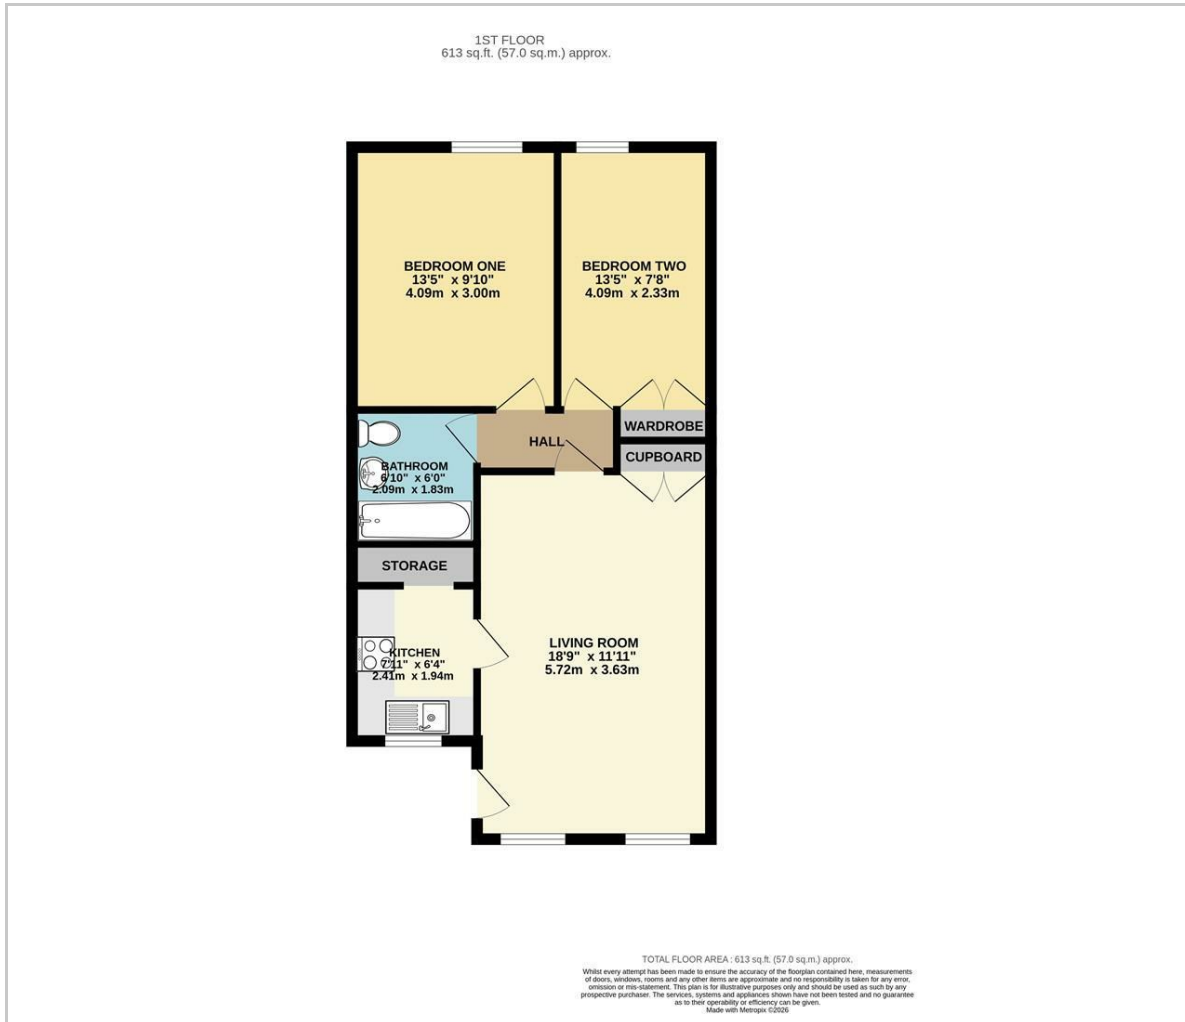 1ST FLOOR
613 sq.ft. (57.0 sq.m.) approx.
BEDROOM ONE
13'5" x 9'10"
4.09m x 3.00m
BEDROOM TWO
13'5" x 7'8"
4.09m x 2.33m
WARDROBE
HALL
CUPBOARD
BATHROOM
6'10" x 6'0"
2.09m x 1.83m
STORAGE
KITCHEN
7'11" x 6'4"
2.41m x 1.94m
LIVING ROOM
18'9" x 11'11"
5.72m x 3.63m
TOTAL FLOOR AREA : 613 sq.ft. (57.0 sq.m.) approx.
Whilst every attempt has been made to ensure the accuracy of the floorplan contained here, measurements
of doors, windows, rooms and any other items are approximate and no responsibility is taken for any error,
omission or mis-statement. This plan is for illustrative purposes only and should be used as such by any
prospective purchaser. The services, systems and appliances shown have not been tested and no guarantee
as to their operability or efficiency can be given.
Made with Metropix ©2026